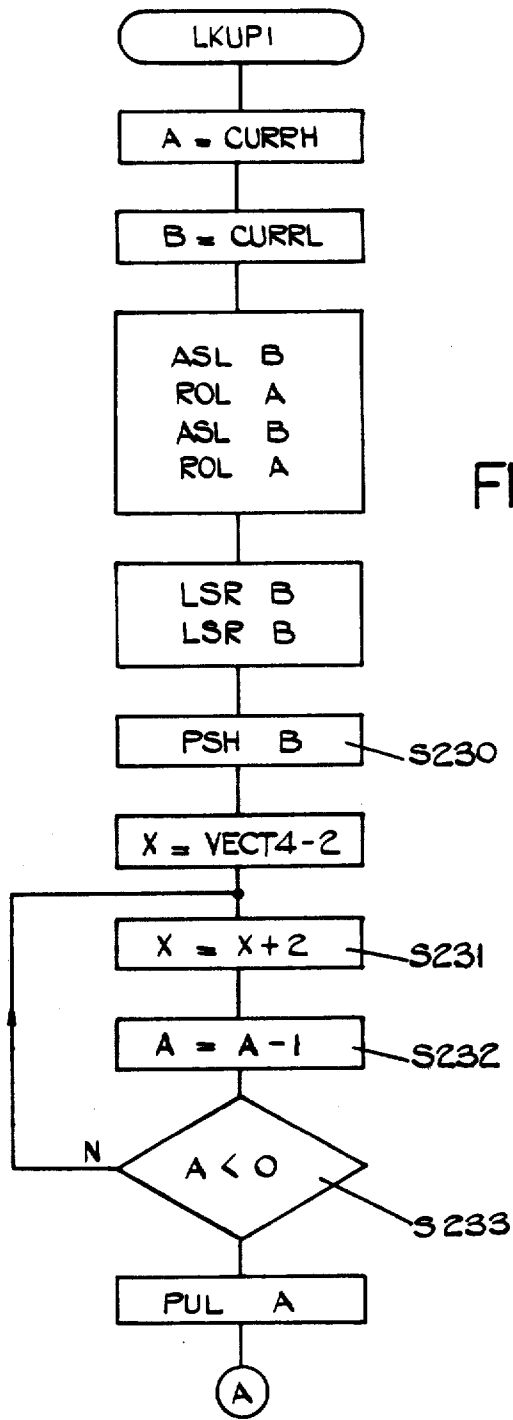 LKUP1
A = CURRH
B = CURRL
ASL B
ROL A
ASL B
ROL A
FI
LSR B
LSR B
PSH B
S230
X = VECT4-2
X = X+2
S231
A = A-1
S232
N
A < 0
S233
PUL A
A